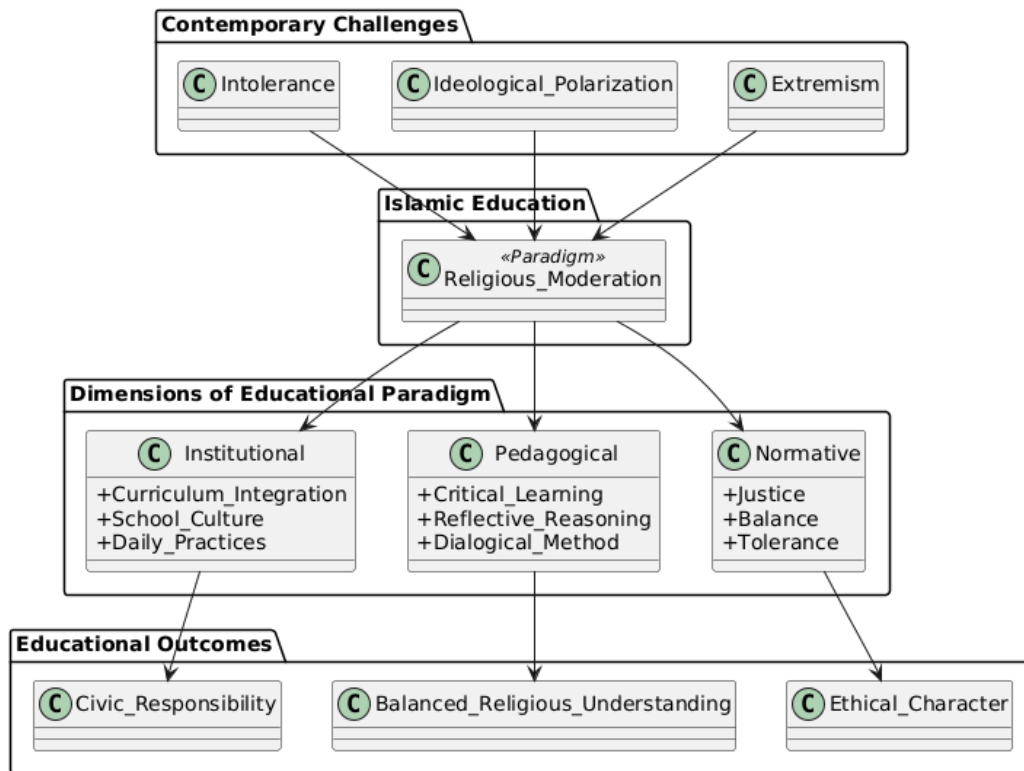 Contemporary Challenges
C Intolerance
C Ideological_Polarization
C Extremism
Islamic Education
«Paradigm»
C Religious_Moderation
Dimensions of Educational Paradigm
C Institutional
+Curriculum_Integration
+School_Culture
+Daily_Practices
C Pedagogical
+Critical_Learning
+Reflective_Reasoning
+Dialogical_Method
C Normative
+Justice
+Balance
+Tolerance
Educational Outcomes
C Civic_Responsibility
C Balanced_Religious_Understanding
C Ethical_Character